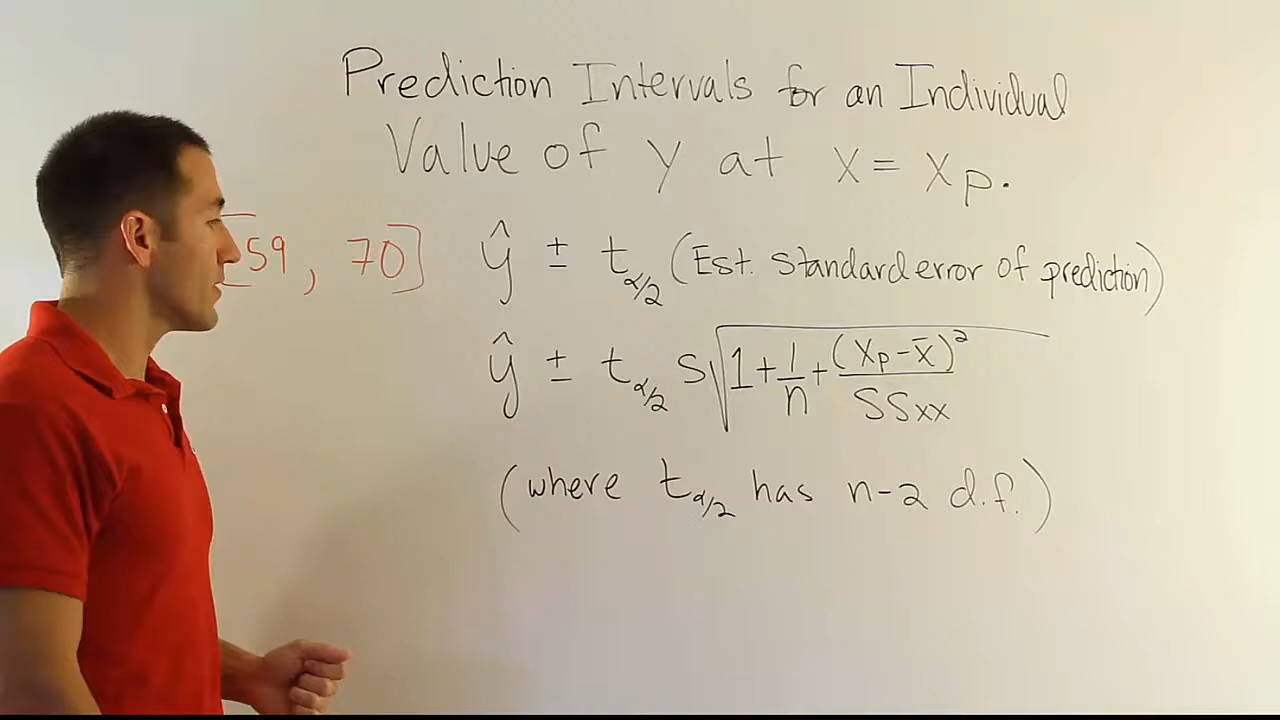 Prediction Intervals for an Individual
Value of y at x = xp.
[59, 70]
ŷ ± tα/2 (Est. standard error of prediction)
ŷ ± tα/2 s√(1 + 1/n + (xp - x̄)²/SSxx)
(where tα/2 has n-2 d.f.)